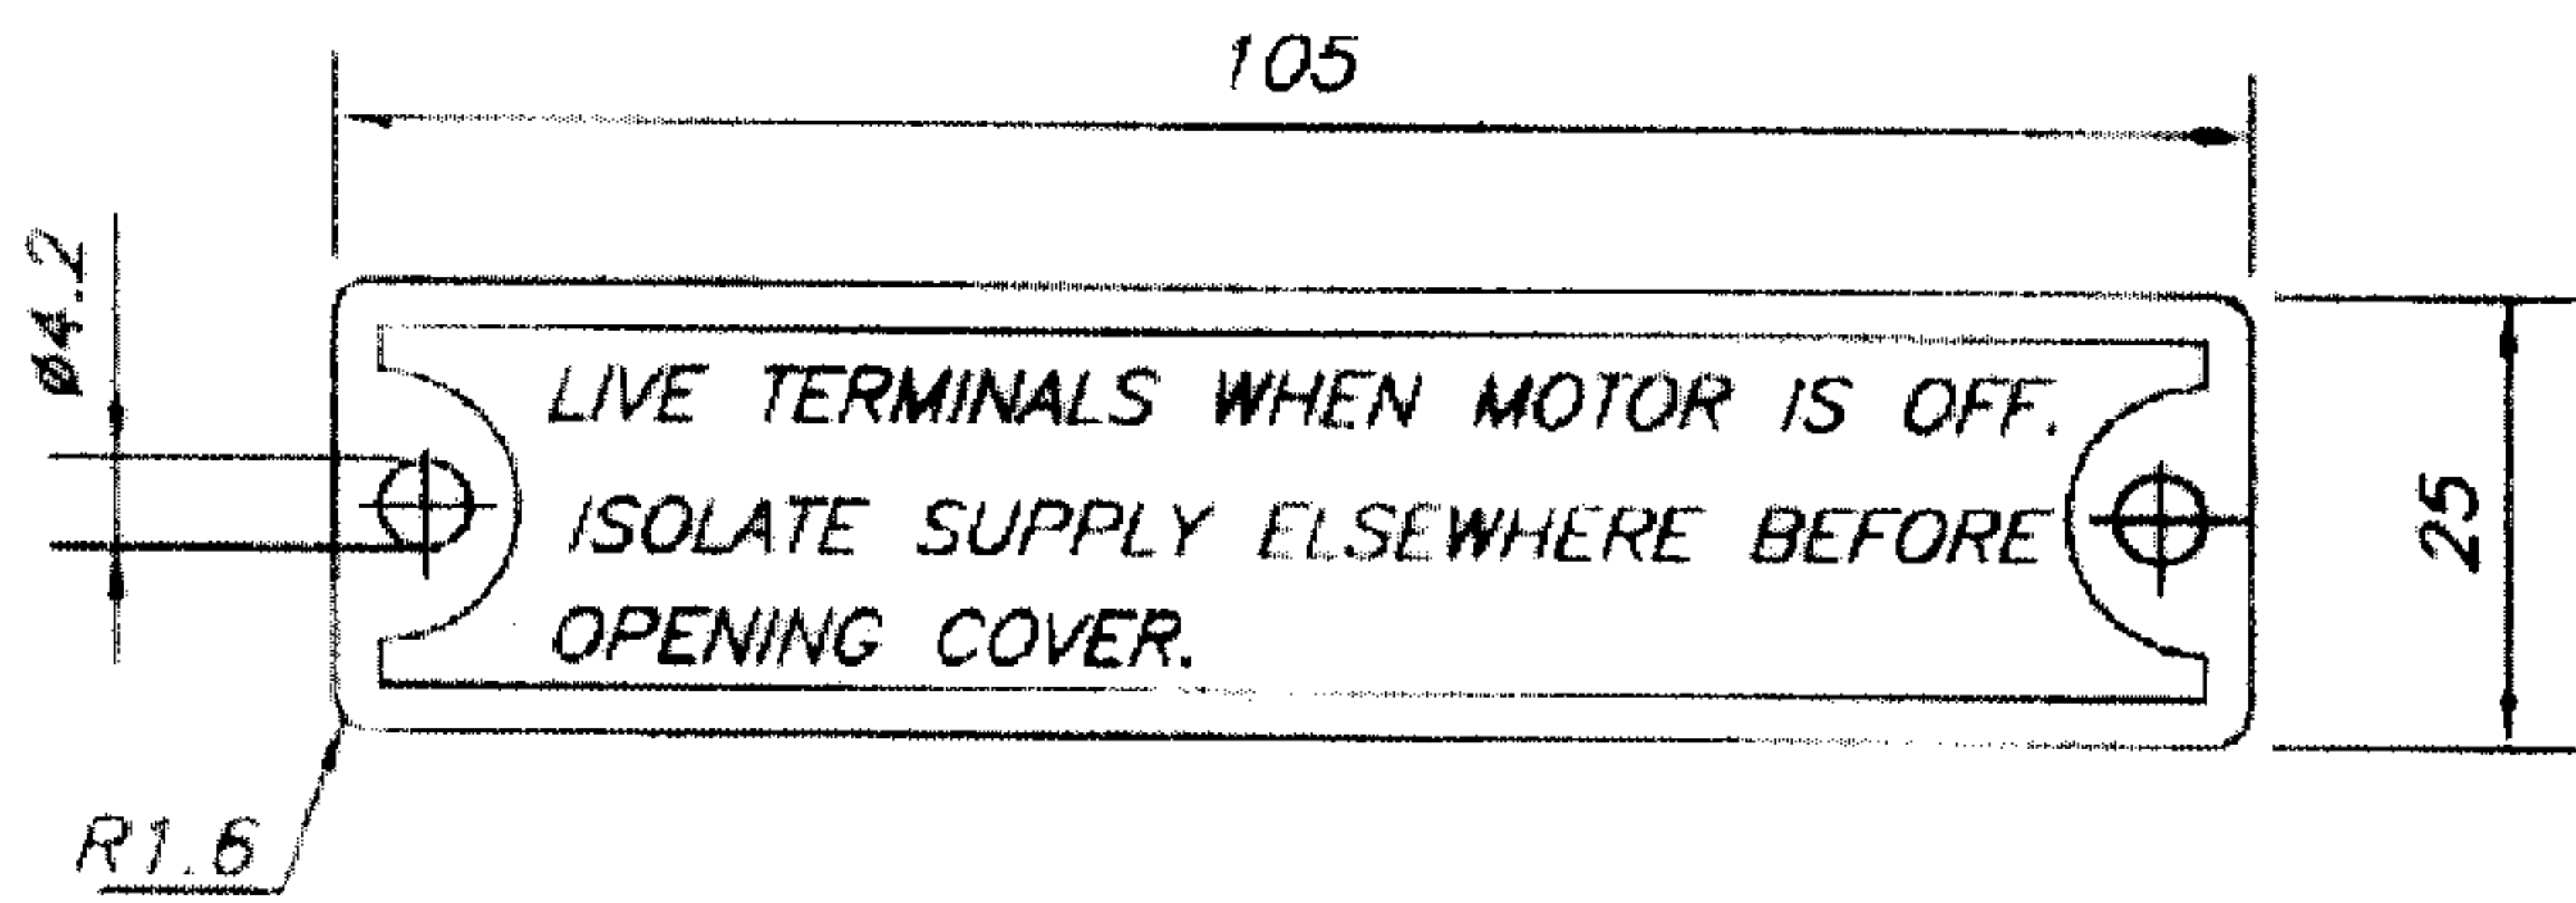 105
ø4.2
LIVE TERMINALS WHEN MOTOR IS OFF.
ISOLATE SUPPLY ELSEWHERE BEFORE
OPENING COVER.
25
R1.6